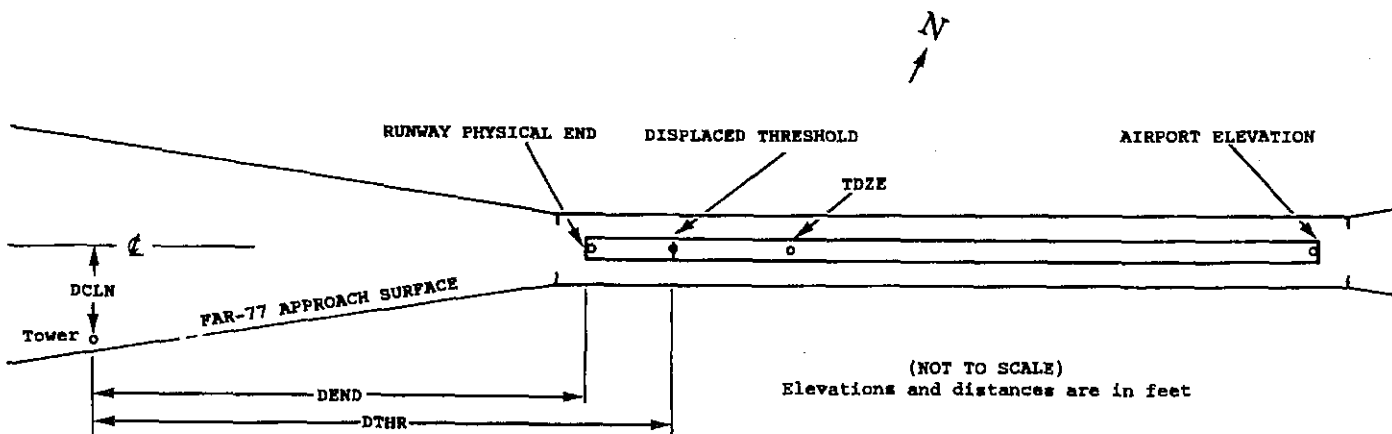 N
RUNWAY PHYSICAL END
DISPLACED THRESHOLD
AIRPORT ELEVATION
TDZE
℄
DCLN
FAR-77 APPROACH SURFACE
Tower
(NOT TO SCALE)
Elevations and distances are in feet
DEND
DTHR